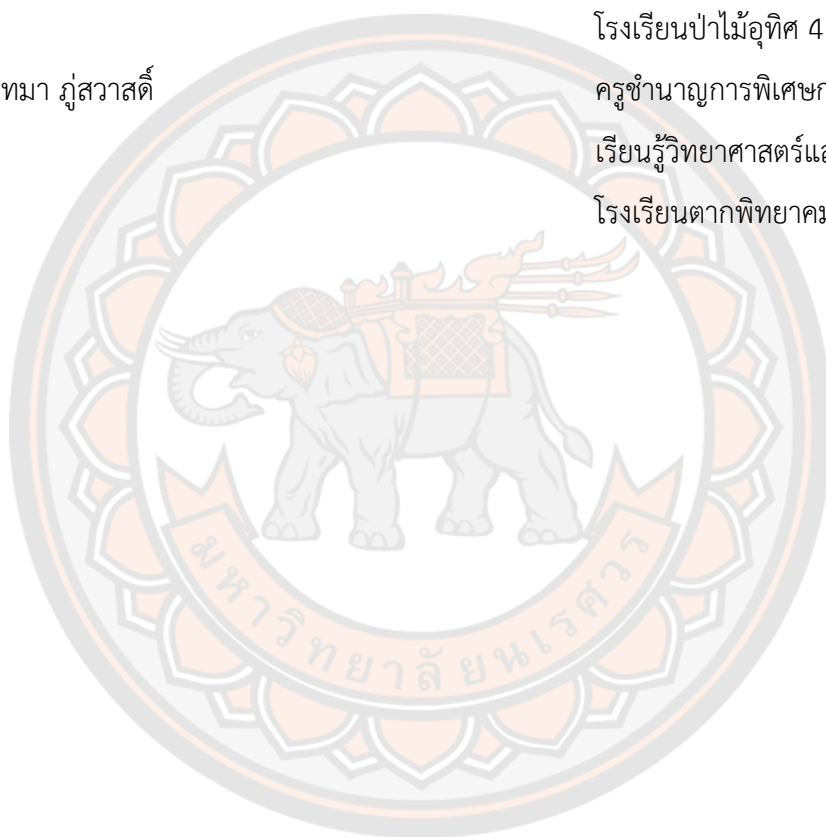 โรงเรียนป่าไม้อุทิศ 4
ทมา ภู่สวาสดิ์
ครูชำนาญการพิเศษก
เรียนรู้วิทยาศาสตร์และ
โรงเรียนตากพิทยาคม
มหาวิทยาลัยนเรศวร